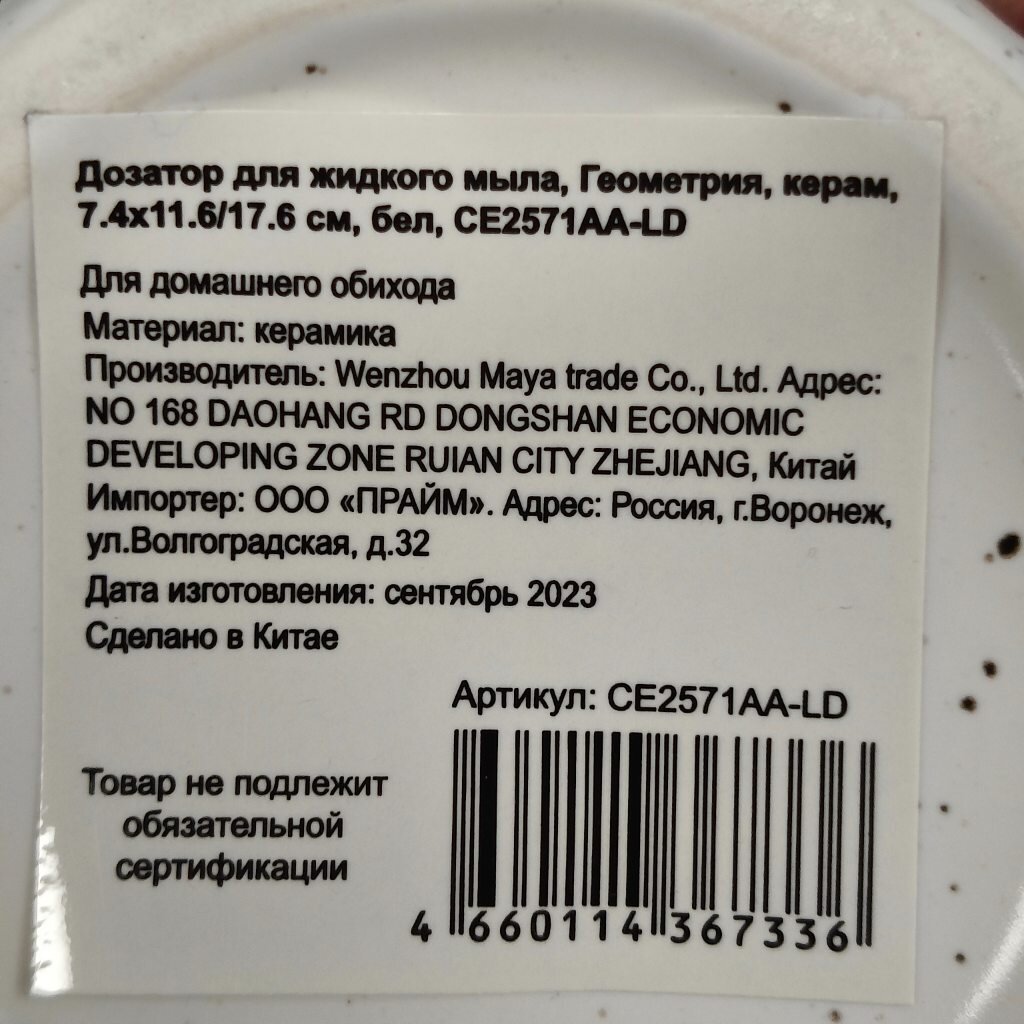 Дозатор для жидкого мыла, Геометрия, керам,
7.4х11.6/17.6 см, бел, CE2571AA-LD
Для домашнего обихода
Материал: керамика
Производитель: Wenzhou Maya trade Co., Ltd. Адрес:
NO 168 DAOHANG RD DONGSHAN ECONOMIC
DEVELOPING ZONE RUIAN CITY ZHEJIANG, Китай
Импортер: ООО «ПРАЙМ». Адрес: Россия, г.Воронеж,
ул.Волгоградская, д.32
Дата изготовления: сентябрь 2023
Сделано в Китае
Артикул: CE2571AA-LD
Товар не подлежит
обязательной
сертификации
4 660114 367336